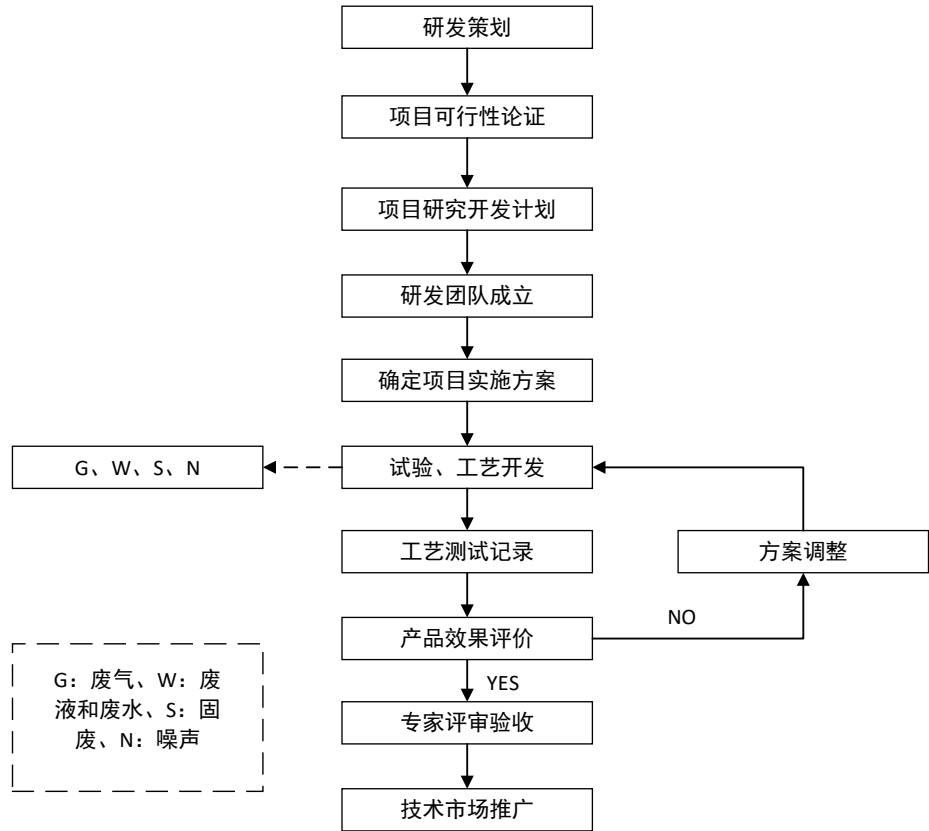 研发策划
项目可行性论证
项目研究开发计划
研发团队成立
确定项目实施方案
G、W、S、N
试验、工艺开发
工艺测试记录
方案调整
产品效果评价
NO
YES
G：废气、W：废
液和废水、S：固
废、N：噪声
专家评审验收
技术市场推广